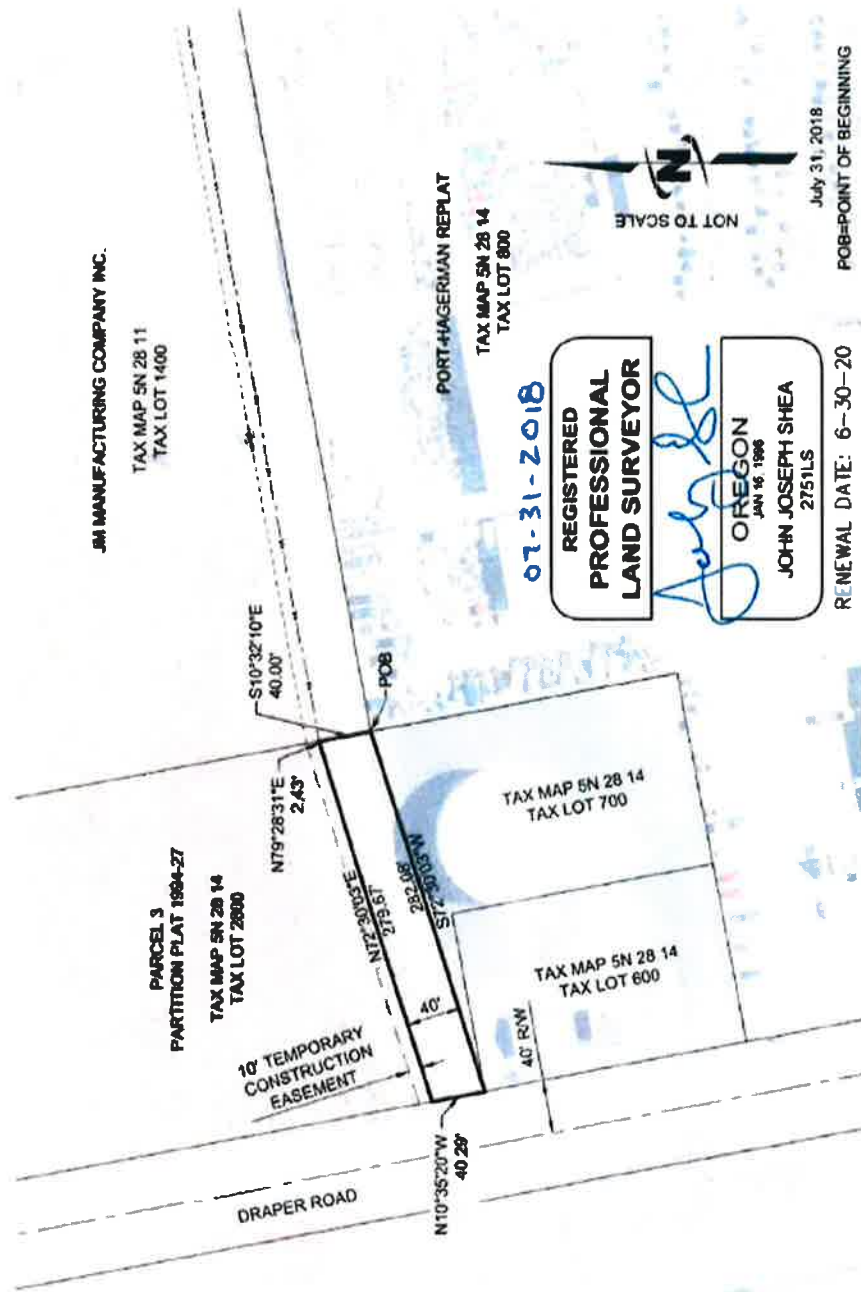 JM MANUFACTURING COMPANY INC.
TAX MAP 5N 28 11
TAX LOT 1400
S10°32'10"E
40.00'
POB
N79°28'31"E
2.43'
PARCEL 3
PARTITION PLAT 1994-27
TAX MAP 5N 28 14
TAX LOT 2800
N72°30'03"E
279.67'
282.08'
S72°30'03"W
40'
10' TEMPORARY
CONSTRUCTION
EASEMENT
N10°35'20"W
40.29'
DRAPER ROAD
40' R/W
TAX MAP 5N 28 14
TAX LOT 700
TAX MAP 5N 28 14
TAX LOT 600
PORT-HAGERMAN REPLAT
TAX MAP 5N 28 14
TAX LOT 800
07-31-2018
REGISTERED
PROFESSIONAL
LAND SURVEYOR
OREGON
JAN 16, 1996
JOHN JOSEPH SHEA
2751LS
RENEWAL DATE: 6-30-20
NOT TO SCALE
N
July 31, 2018
POB=POINT OF BEGINNING